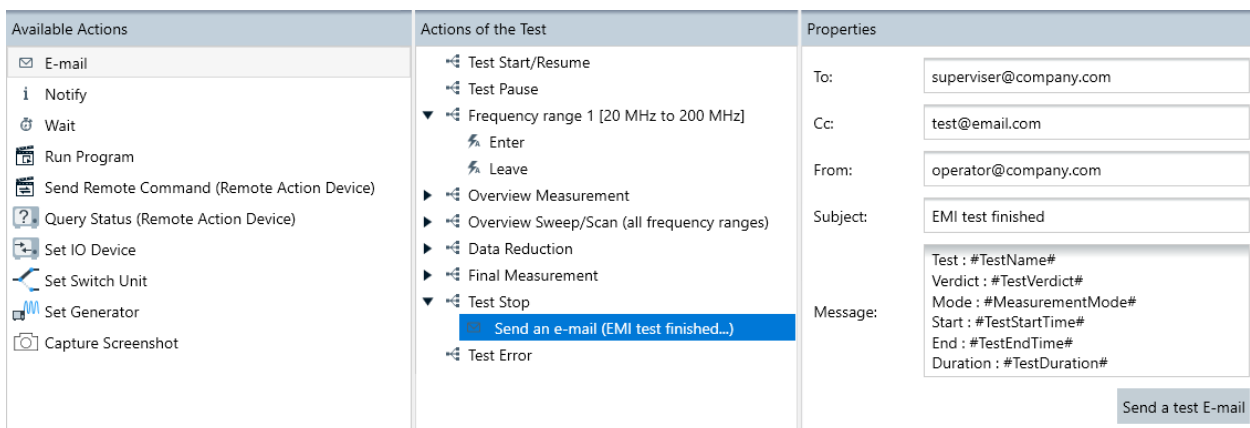 Available Actions
E-mail
Notify
Wait
Run Program
Send Remote Command (Remote Action Device)
Query Status (Remote Action Device)
Set IO Device
Set Switch Unit
Set Generator
Capture Screenshot
Actions of the Test
Test Start/Resume
Test Pause
Frequency range 1 [20 MHz to 200 MHz]
Enter
Leave
Overview Measurement
Overview Sweep/Scan (all frequency ranges)
Data Reduction
Final Measurement
Test Stop
Send an e-mail (EMI test finished...)
Test Error
Properties
To: superviser@company.com
Cc: test@email.com
From: operator@company.com
Subject: EMI test finished
Message:
Test : #TestName#
Verdict : #TestVerdict#
Mode : #MeasurementMode#
Start : #TestStartTime#
End : #TestEndTime#
Duration : #TestDuration#
Send a test E-mail